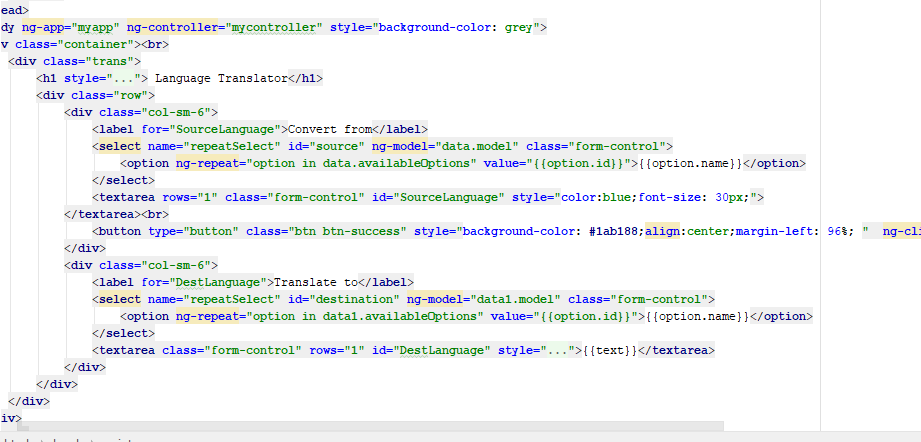 ead>
dy ng-app="myapp" ng-controller="mycontroller" style="background-color: grey">
v class="container"><br>
<div class="trans">
<h1 style="..."> Language Translator</h1>
<div class="row">
<div class="col-sm-6">
<label for="SourceLanguage">Convert from</label>
<select name="repeatSelect" id="source" ng-model="data.model" class="form-control">
<option ng-repeat="option in data.availableOptions" value="{{option.id}}">{{option.name}}</option>
</select>
<textarea rows="1" class="form-control" id="SourceLanguage" style="color:blue;font-size: 30px;">
</textarea><br>
<button type="button" class="btn btn-success" style="background-color: #1ab188;align:center;margin-left: 96%; "  ng-cli
</div>
<div class="col-sm-6">
<label for="DestLanguage">Translate to</label>
<select name="repeatSelect" id="destination" ng-model="data1.model" class="form-control">
<option ng-repeat="option in data1.availableOptions" value="{{option.id}}">{{option.name}}</option>
</select>
<textarea class="form-control" rows="1" id="DestLanguage" style="...">{{text}}</textarea>
</div>
</div>
</div>
iv>